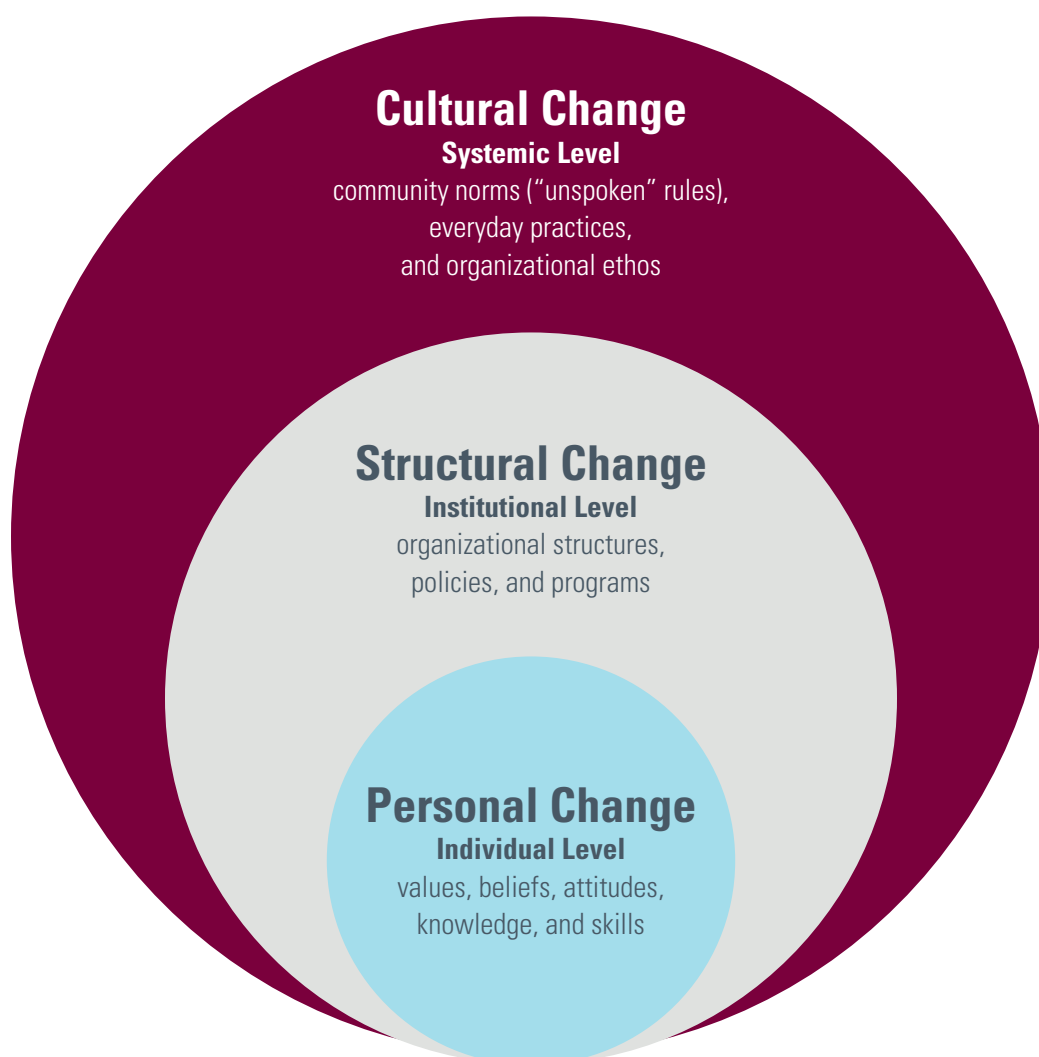 Cultural Change
Systemic Level
community norms (“unspoken” rules),
everyday practices,
and organizational ethos
Structural Change
Institutional Level
organizational structures,
policies, and programs
Personal Change
Individual Level
values, beliefs, attitudes,
knowledge, and skills